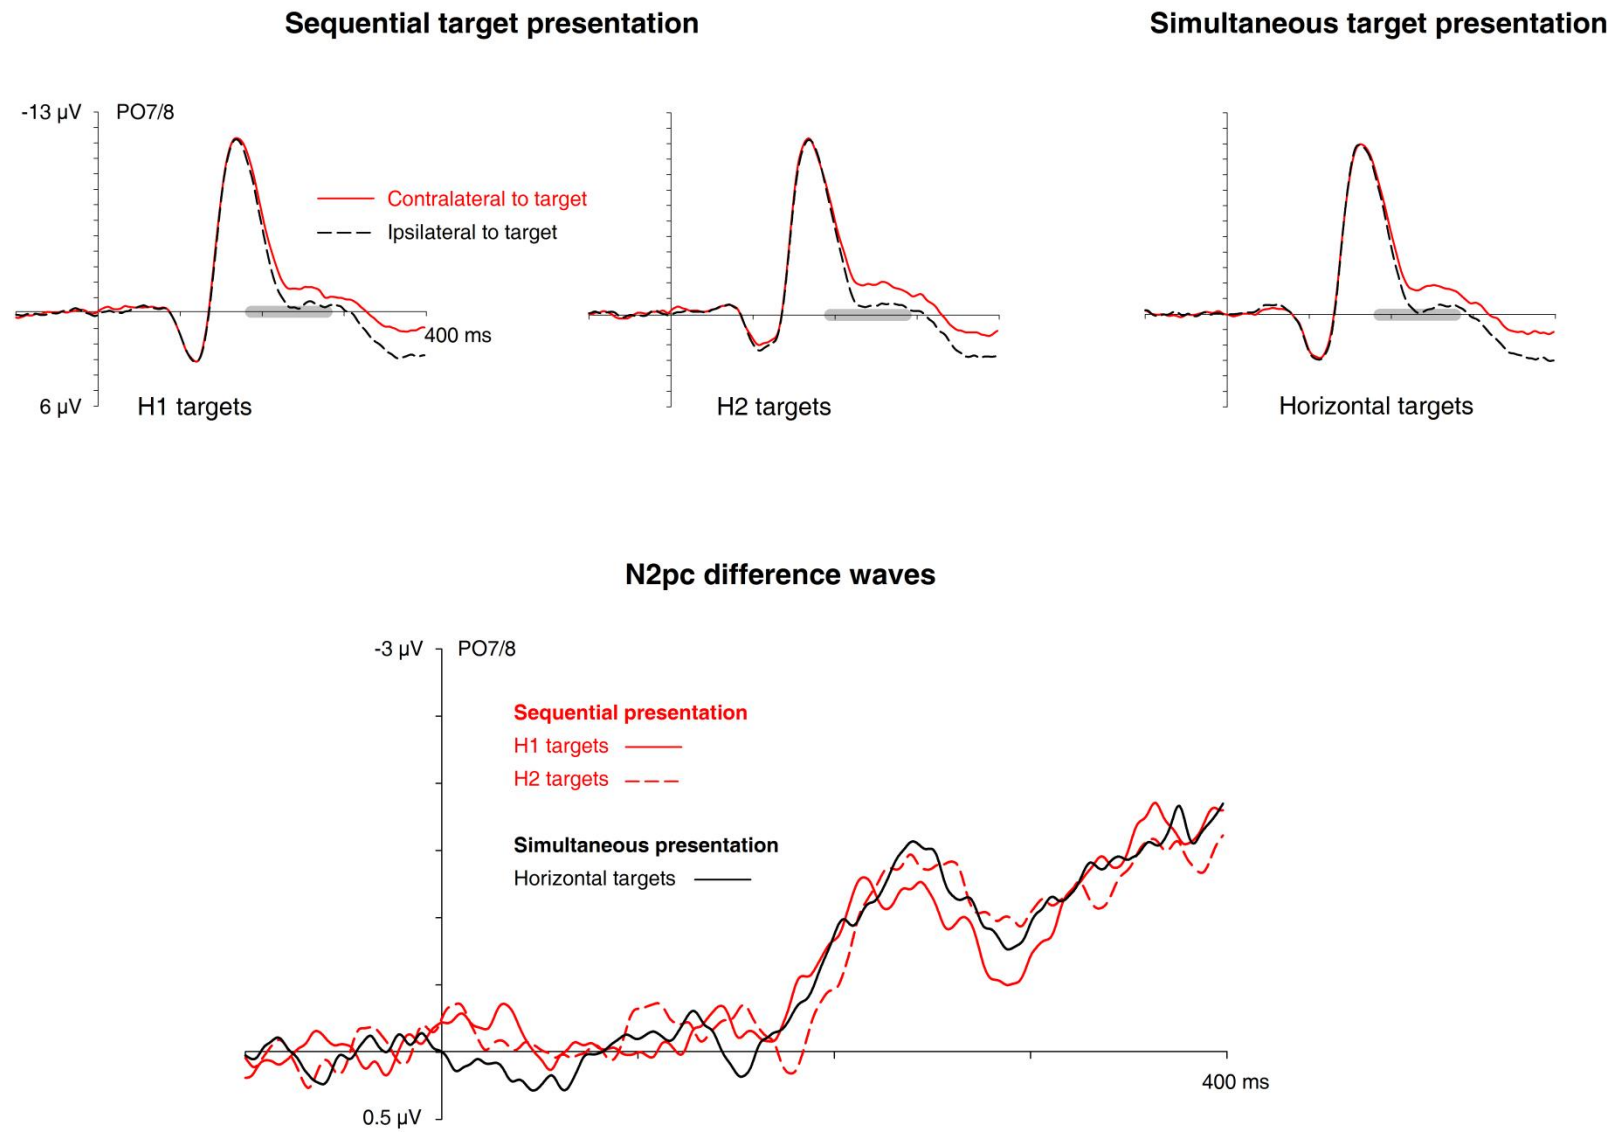 Sequential target presentation
Simultaneous target presentation
-13 µV
PO7/8
Contralateral to target
Ipsilateral to target
400 ms
6 µV
H1 targets
H2 targets
Horizontal targets
N2pc difference waves
-3 µV
PO7/8
Sequential presentation
H1 targets
H2 targets
Simultaneous presentation
Horizontal targets
400 ms
0.5 µV